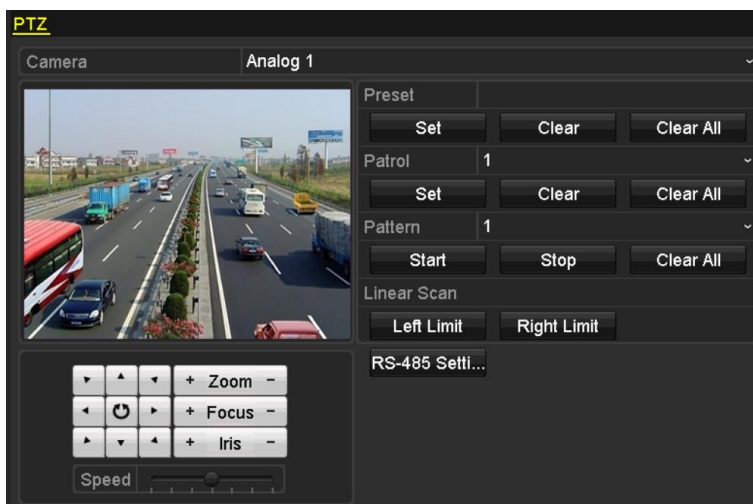 PTZ
Camera Analog 1
Preset
Set Clear Clear All
Patrol 1
Set Clear Clear All
Pattern 1
Start Stop Clear All
Linear Scan
Left Limit Right Limit
RS-485 Setti...
+ Zoom -
+ Focus -
+ Iris -
Speed